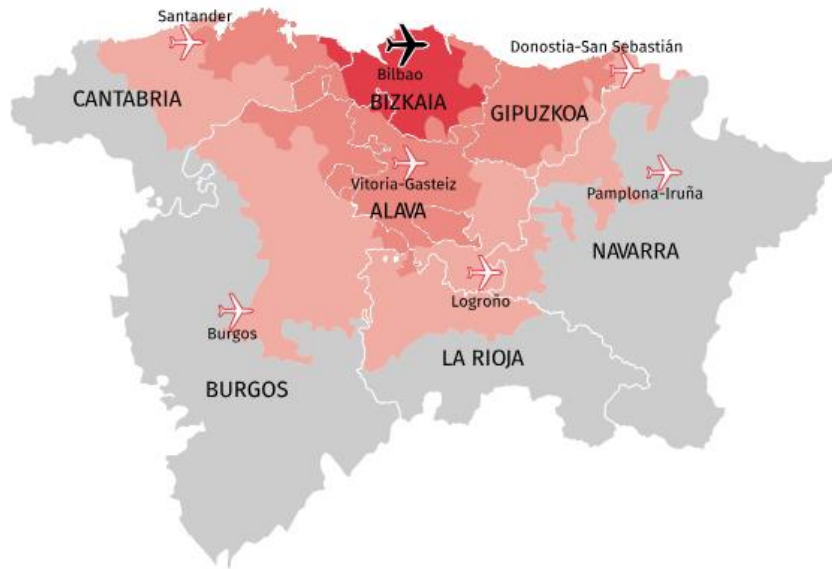 Santander
Donostia-San Sebastián
Bilbao
CANTABRIA
BIZKAIA
GIPUZKOA
Vitoria-Gasteiz
Pamplona-Iruña
ALAVA
NAVARRA
Logroño
Burgos
LA RIOJA
BURGOS